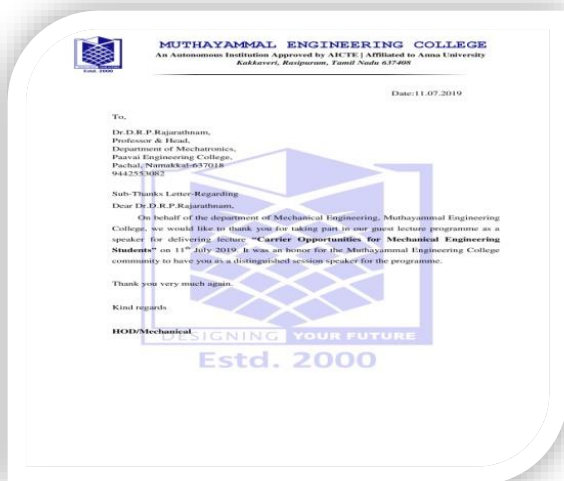 MUTHAYAMMAL ENGINEERING COLLEGE
An Autonomous Institution Approved by AICTE | Affiliated to Anna University
Kakkaveri, Rasipuram, Tamil Nadu 637408
Estd. 2000
Date:11.07.2019
To,
Dr.D.R.P.Rajarathnam,
Professor & Head,
Department of Mechatronics,
Paavai Engineering College,
Pachal, Namakkal-637018
9442553082
Sub-Thanks Letter-Regarding
Dear Dr.D.R.P.Rajarathnam,
On behalf of the department of Mechanical Engineering, Muthayammal Engineering
College, we would like to thank you for taking part in our guest lecture programme as a
speaker for delivering lecture “Carrier Opportunities for Mechanical Engineering
Students” on 11th July 2019. It was an honor for the Muthayammal Engineering College
community to have you as a distinguished session speaker for the programme.
Thank you very much again.
Kind regards
HOD/Mechanical
DESIGNING YOUR FUTURE
Estd. 2000